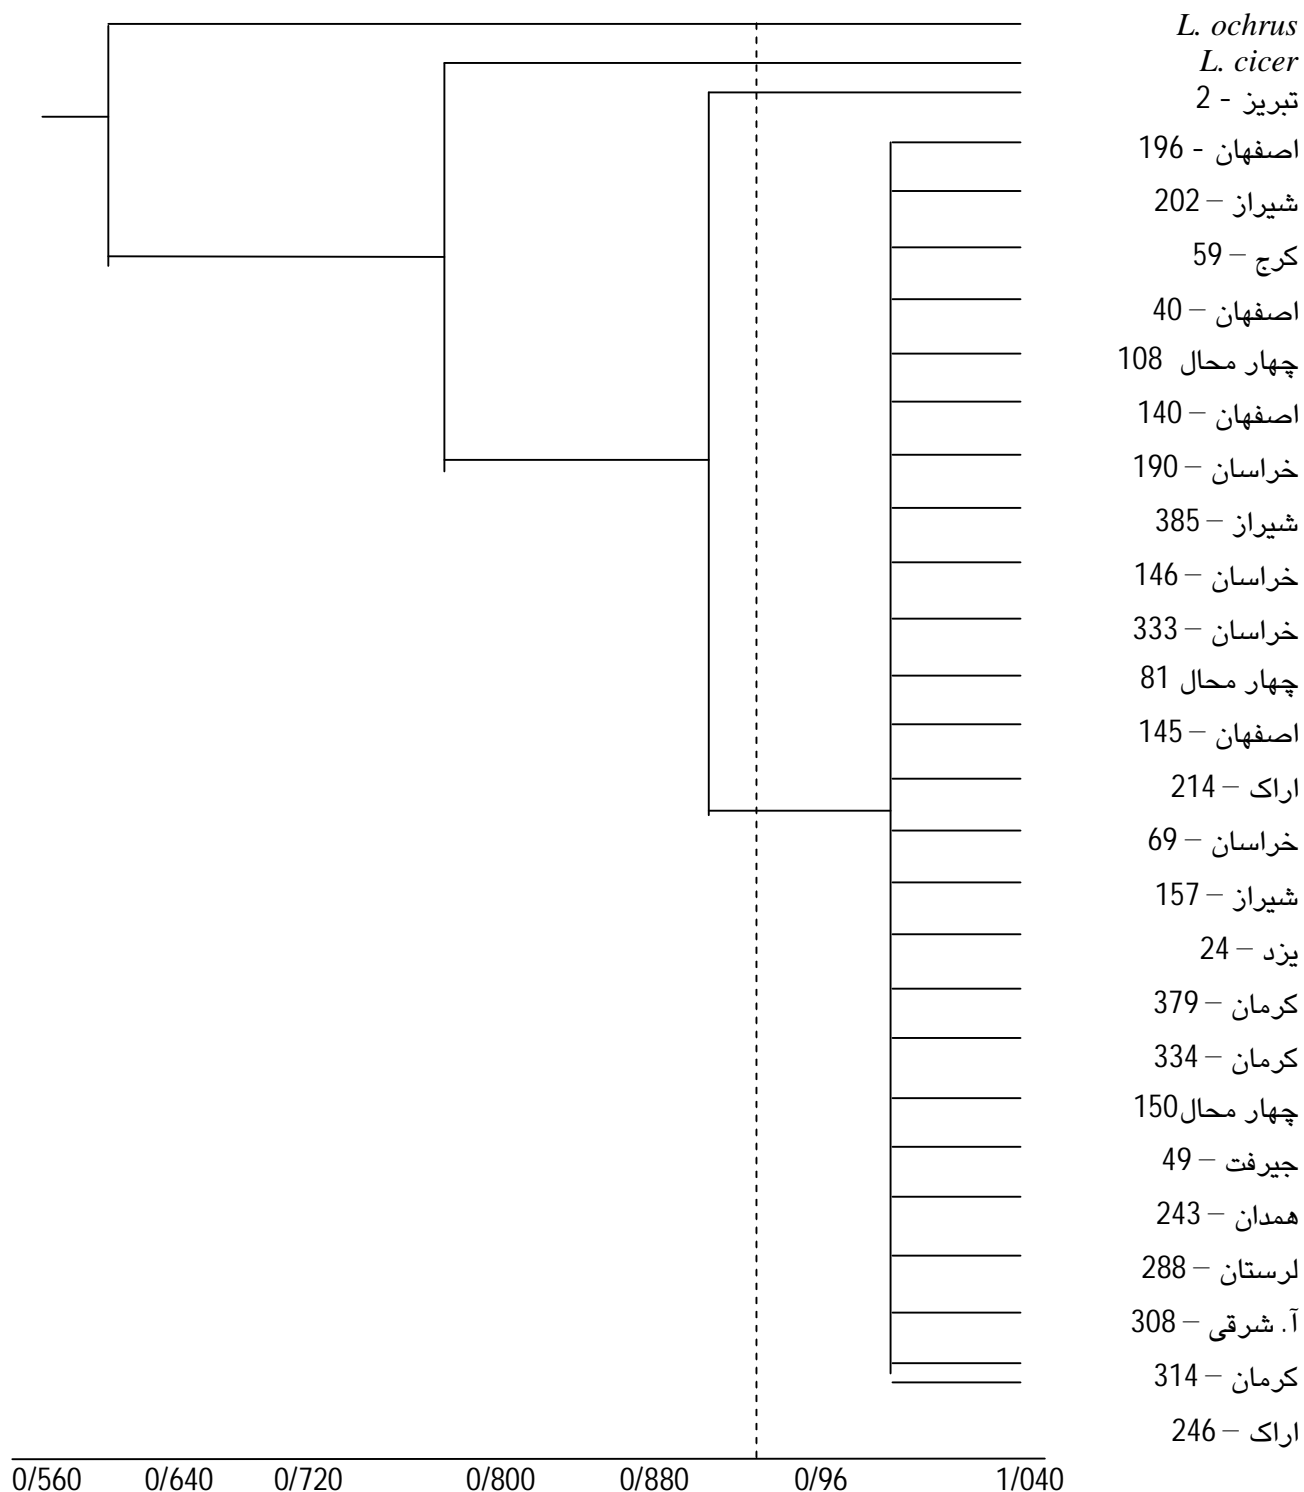 L. ochrus
L. cicer
تبریز - 2
اصفهان - 196
شیراز – 202
کرج – 59
اصفهان – 40
چهار محال 108
اصفهان – 140
خراسان – 190
شیراز – 385
خراسان – 146
خراسان – 333
چهار محال 81
اصفهان – 145
اراک – 214
خراسان – 69
شیراز – 157
یزد – 24
کرمان – 379
کرمان – 334
چهار محال150
جیرفت – 49
همدان – 243
لرستان – 288
آ. شرقی – 308
کرمان – 314
اراک – 246
0/560 0/640 0/720 0/800 0/880 0/96 1/040